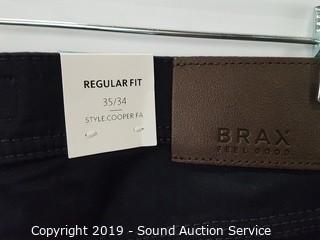 REGULAR FIT
35/34
STYLE.COOPER FA
BRAX
FEEL GOOD
Copyright 2019 - Sound Auction Service